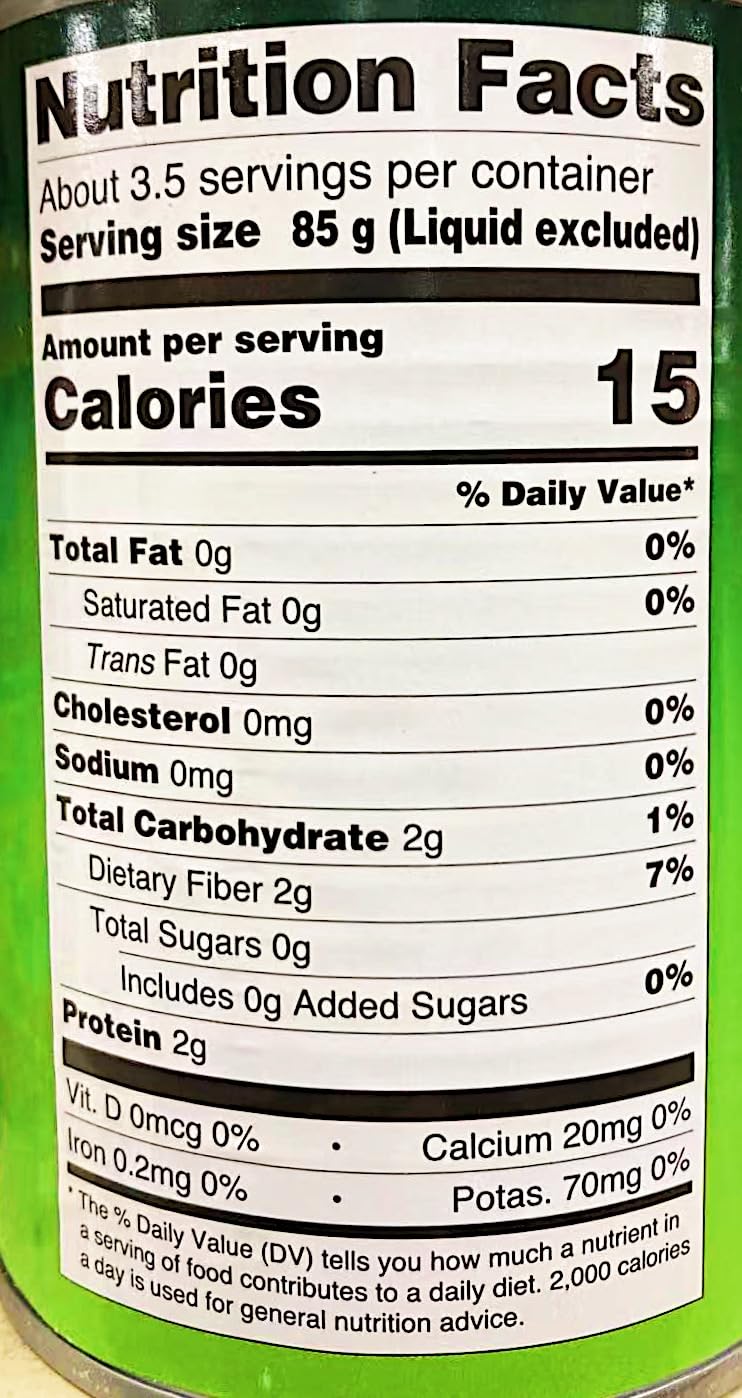 Nutrition Facts
About 3.5 servings per container
Serving size 85 g (Liquid excluded)
Amount per serving
Calories 15
% Daily Value*
Total Fat 0g 0%
Saturated Fat 0g 0%
Trans Fat 0g
Cholesterol 0mg 0%
Sodium 0mg 0%
Total Carbohydrate 2g 1%
Dietary Fiber 2g 7%
Total Sugars 0g
Includes 0g Added Sugars 0%
Protein 2g
Vit. D 0mcg 0% • Calcium 20mg 0%
Iron 0.2mg 0% • Potas. 70mg 0%
* The % Daily Value (DV) tells you how much a nutrient in
a serving of food contributes to a daily diet. 2,000 calories
a day is used for general nutrition advice.